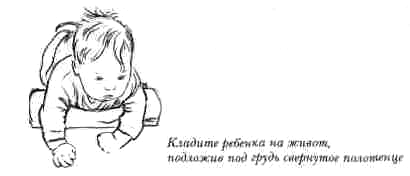 Кладите ребенка на живот,
подложив под грудь свернутое полотенце